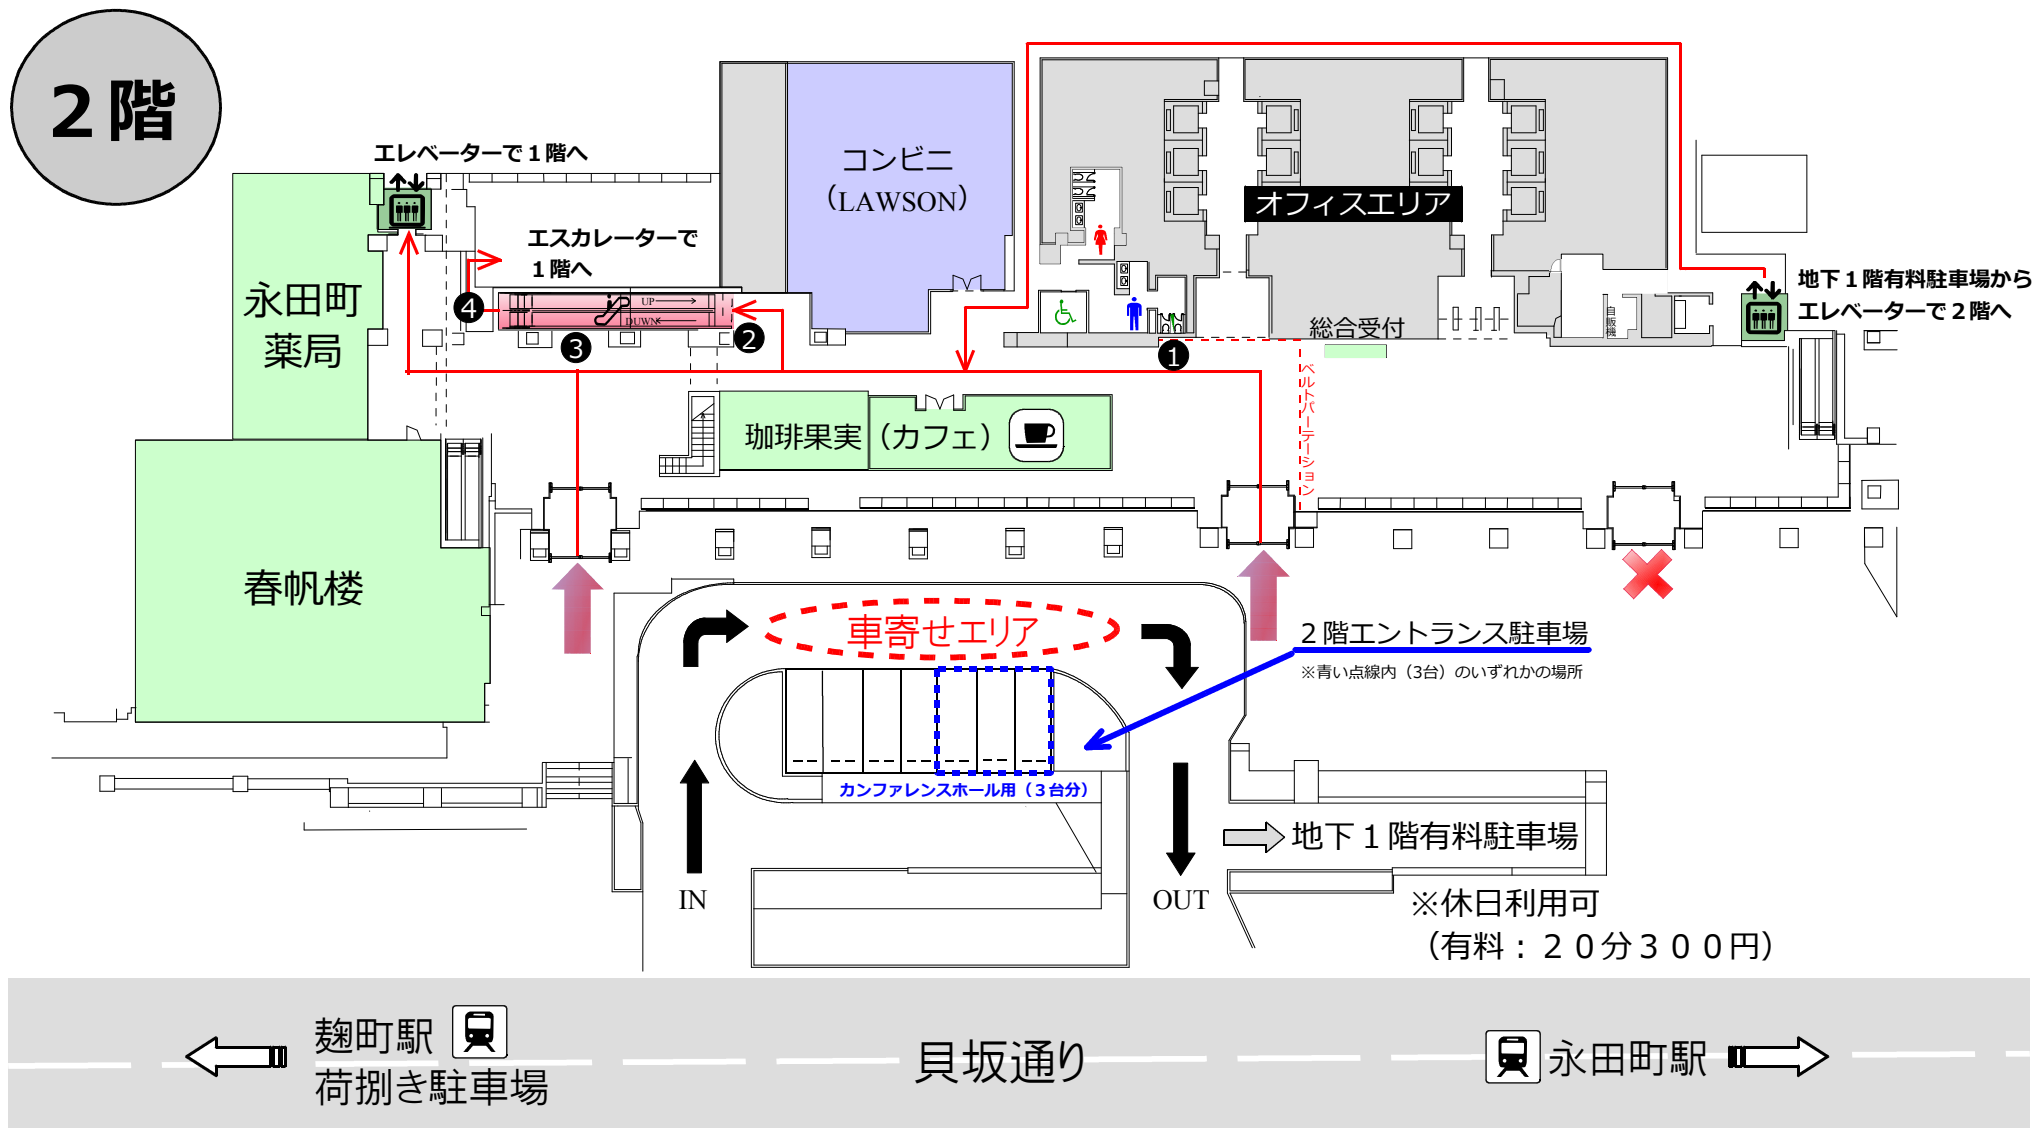 2階
エレベーターで1階へ
コンビニ
（LAWSON）
オフィスエリア
エスカレーターで
1階へ
永田町
薬局
❹
UP
DUWN
❸
❷
❶
総合受付
自販機
地下1階有料駐車場から
エレベーターで2階へ
ベルトパーテーション
珈琲果実（カフェ）
春帆楼
車寄せエリア
2階エントランス駐車場
※青い点線内（3台）のいずれかの場所
カンファレンスホール用（3台分）
地下1階有料駐車場
IN
OUT
※休日利用可
（有料：20分300円）
麹町駅
荷捌き駐車場
貝坂通り
永田町駅